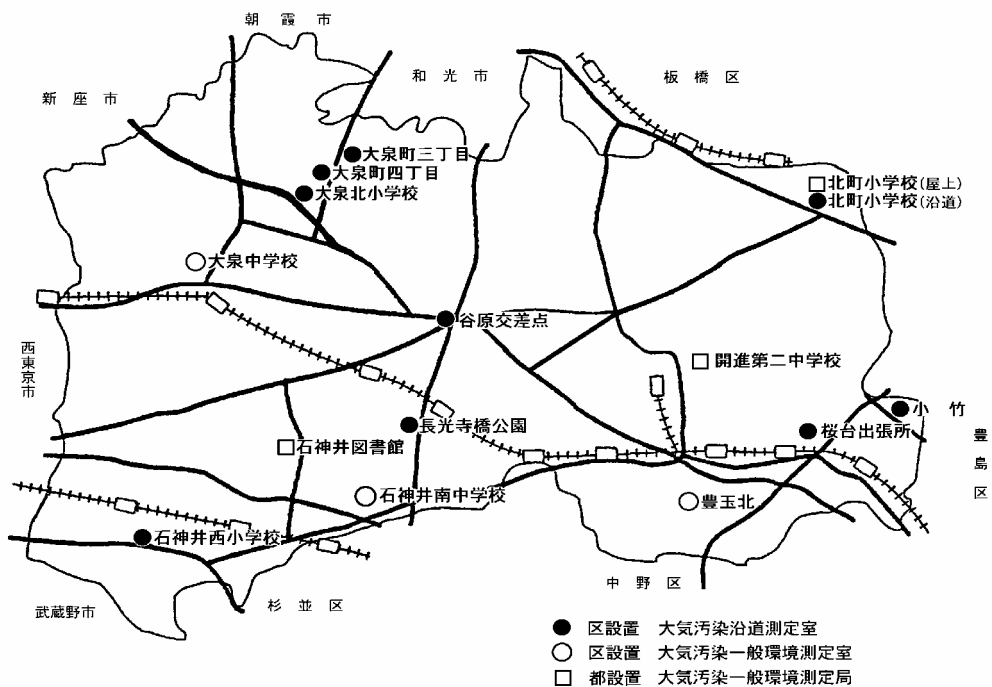 朝霞市
和光市
板橋区
新座市
大泉町三丁目
大泉町四丁目
大泉北小学校
北町小学校(屋上)
北町小学校(沿道)
大泉中学校
谷原交差点
西東京市
開進第二中学校
小竹
長光寺橋公園
桜台出張所
豊島区
石神井図書館
石神井南中学校
豊玉北
石神井西小学校
中野区
杉並区
武蔵野市
● 区設置 大気汚染沿道測定室
○ 区設置 大気汚染一般環境測定室
□ 都設置 大気汚染一般環境測定局